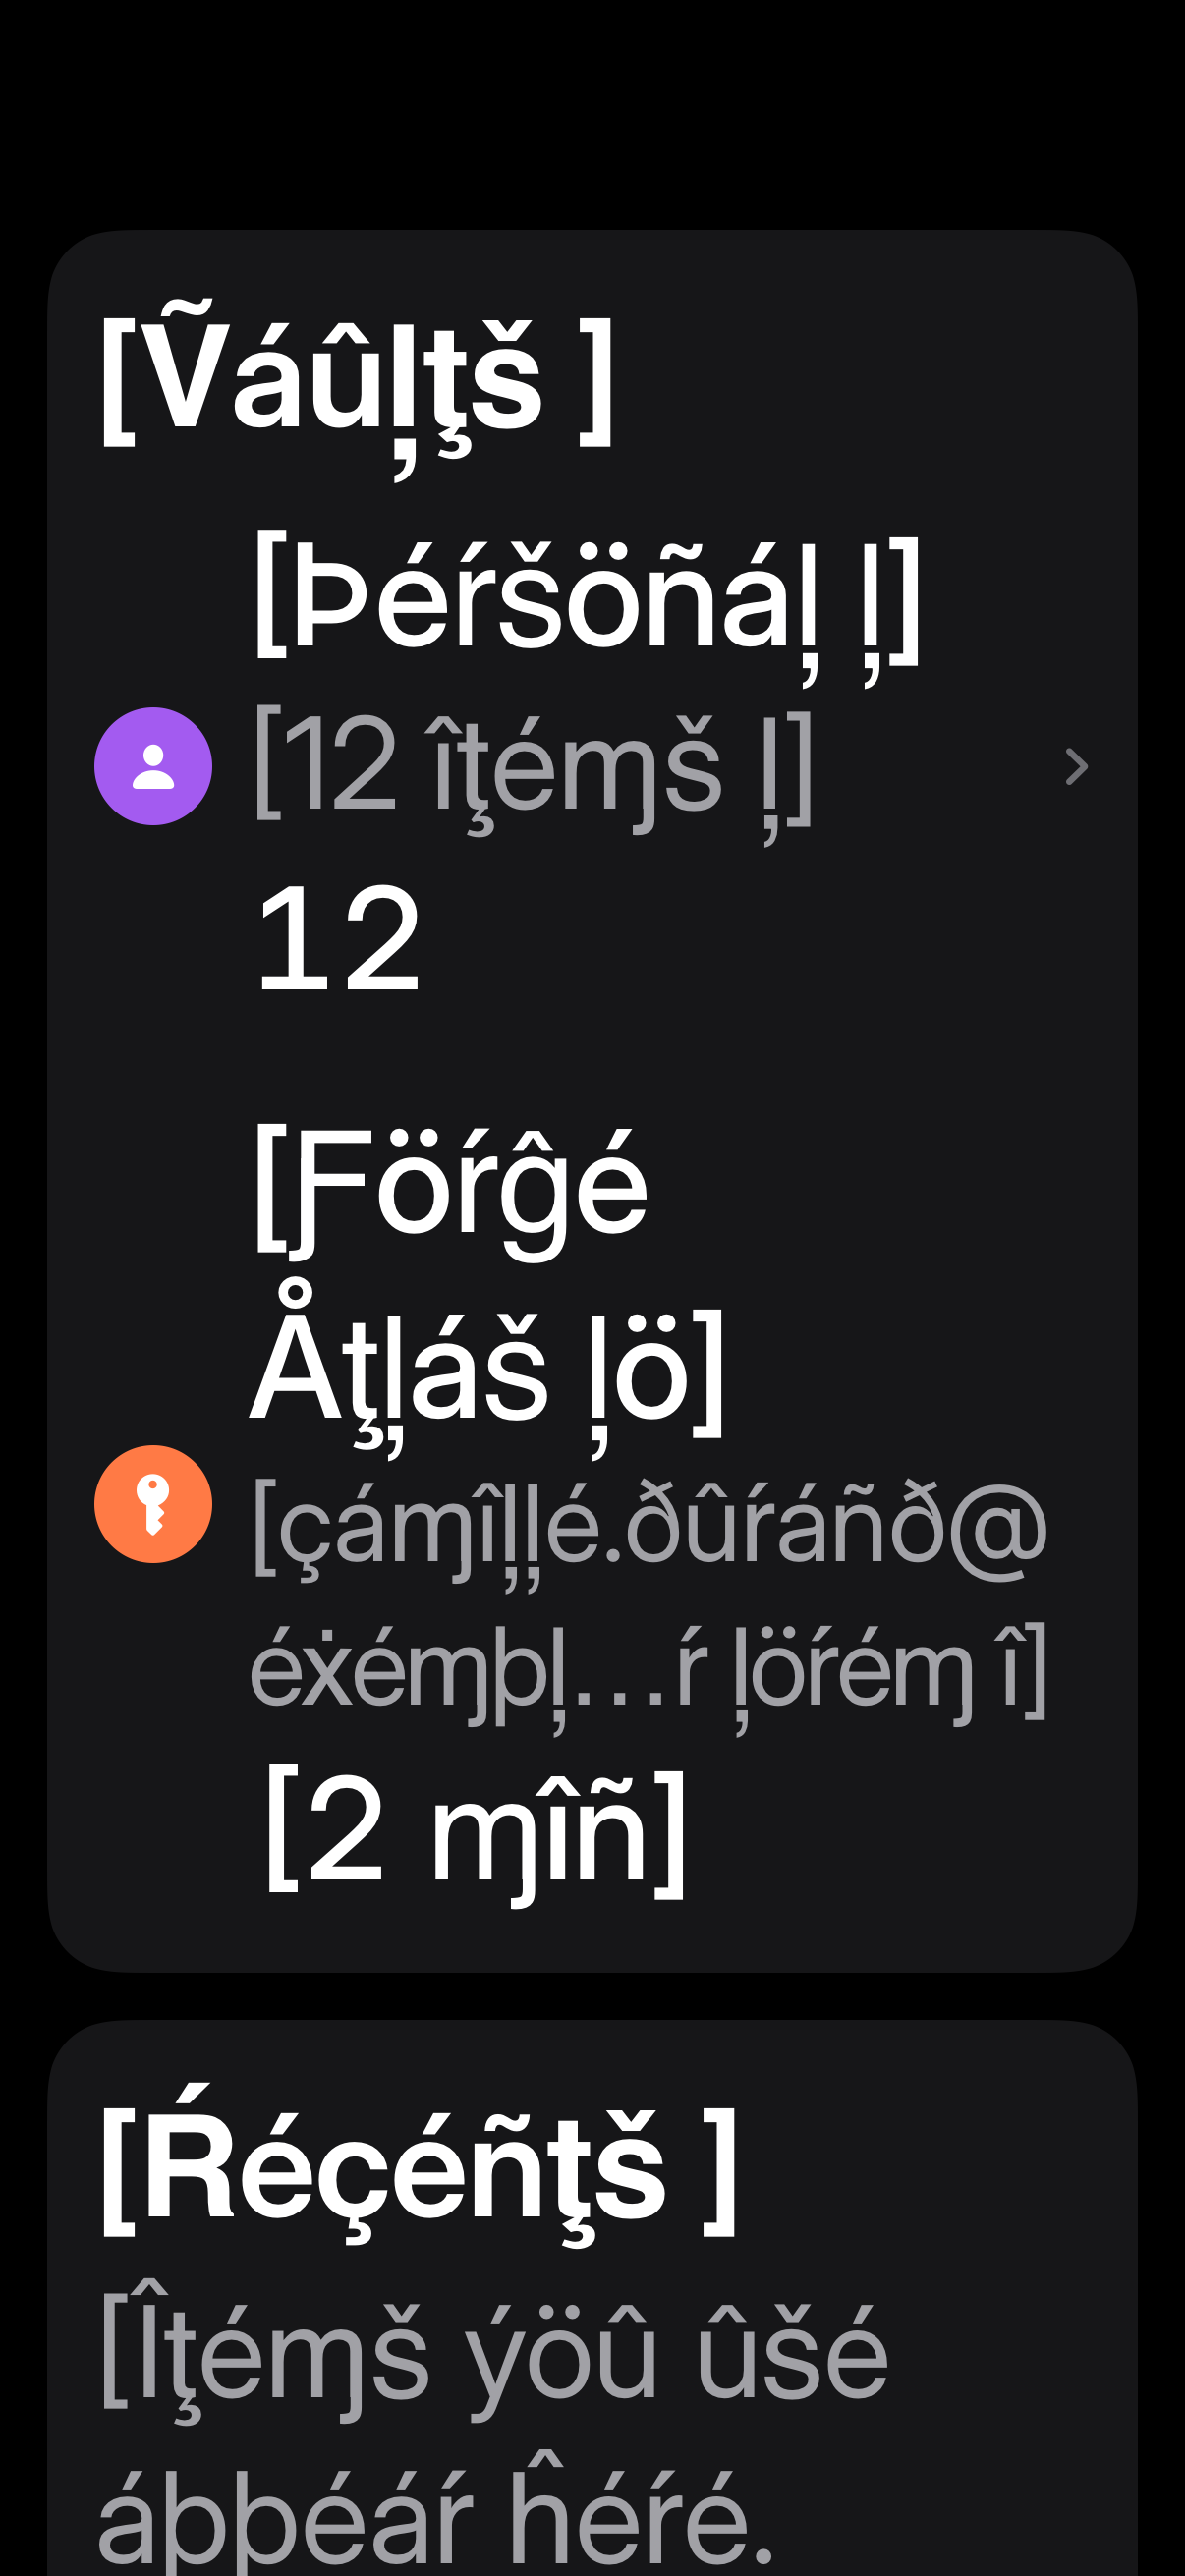 [Ṽáûļţš ]
[Þéŕšöñáļ ļ]
[12 îţéɱš ļ]
12
[Ƒöŕĝé
Åţļáš ļö]
[çáɱîļļé.ðûŕáñð@
éẋéɱþļ…ŕ ļöŕéɱ î]
[2 ɱîñ]
[Ŕéçéñţš ]
[Îţéɱš ýöû ûšé
áþþéáŕ ĥéŕé.